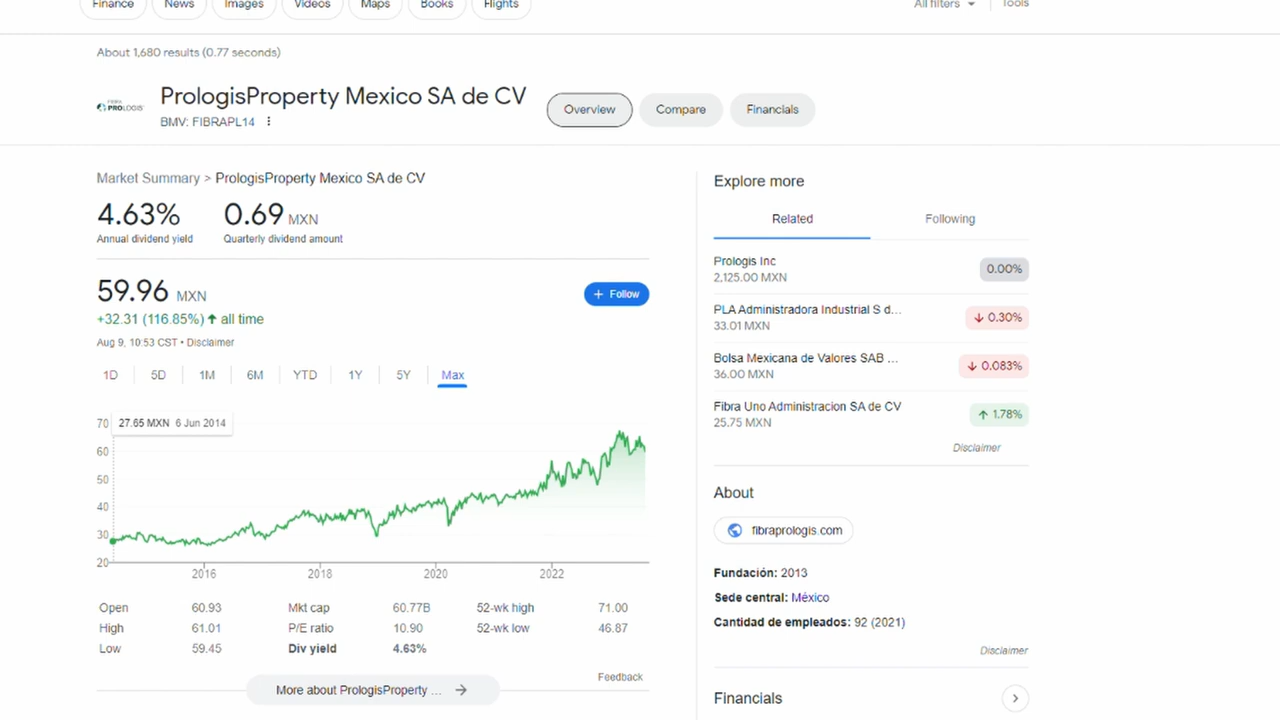 Finance News Images Videos Maps Books Flights All filters Tools
About 1,680 results (0.77 seconds)
FIBRA
PROLOGIS
PrologisProperty Mexico SA de CV
BMV: FIBRAPL14
Overview Compare Financials
Market Summary > PrologisProperty Mexico SA de CV
4.63% 0.69 MXN
Annual dividend yield Quarterly dividend amount
59.96 MXN
+ Follow
+32.31 (116.85%) ↑ all time
Aug 9, 10:53 CST • Disclaimer
1D 5D 1M 6M YTD 1Y 5Y Max
27.65 MXN 6 Jun 2014
70
60
50
40
30
20
2016 2018 2020 2022
Open 60.93 Mkt cap 60.77B 52-wk high 71.00
High 61.01 P/E ratio 10.90 52-wk low 46.87
Low 59.45 Div yield 4.63%
Feedback
More about PrologisProperty ... →
Explore more
Related Following
Prologis Inc
2,125.00 MXN
0.00%
PLA Administradora Industrial S d...
33.01 MXN
↓ 0.30%
Bolsa Mexicana de Valores SAB ...
36.00 MXN
↓ 0.083%
Fibra Uno Administracion SA de CV
25.75 MXN
↑ 1.78%
Disclaimer
About
fibraprologis.com
Fundación: 2013
Sede central: México
Cantidad de empleados: 92 (2021)
Disclaimer
Financials